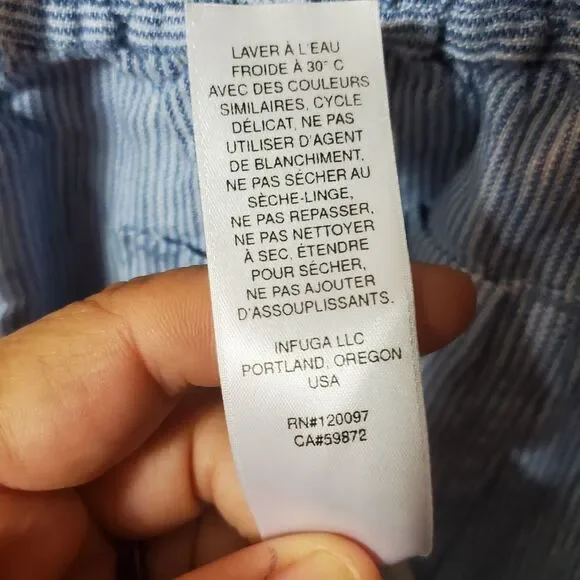 LAVER À L'EAU
FROIDE À 30° C
AVEC DES COULEURS
SIMILAIRES, CYCLE
DÉLICAT, NE PAS
UTILISER D'AGENT
DE BLANCHIMENT,
NE PAS SÉCHER AU
SÈCHE-LINGE,
NE PAS REPASSER,
NE PAS NETTOYER
À SEC, ÉTENDRE
POUR SÉCHER,
NE PAS AJOUTER
D'ASSOUPLISSANTS.
INFUGA LLC
PORTLAND, OREGON
USA
RN#120097
CA#59872